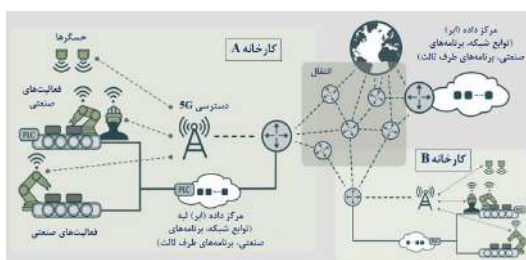 کارخانه A
حسگرها
فعالیت‌های
صنعتی
PLC
دسترسی 5G
PLC
مرکز داده (ابر) لبه
(توابع شبکه، برنامه‌های
صنعتی، برنامه‌های طرف ثالث)
فعالیت‌های صنعتی
انتقال
مرکز داده (ابر)
(توابع شبکه، برنامه‌های
صنعتی، برنامه‌های طرف ثالث)
کارخانه B